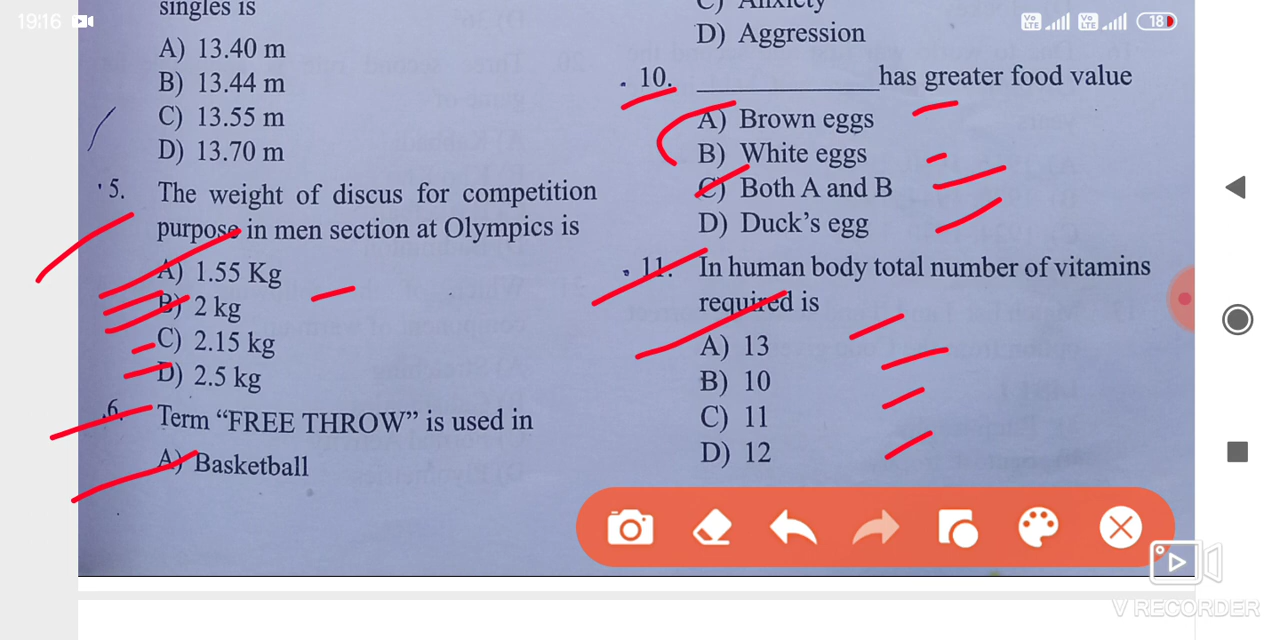 19:16
18
singles is
A) 13.40 m
B) 13.44 m
C) 13.55 m
D) 13.70 m
5. The weight of discus for competition
purpose in men section at Olympics is
A) 1.55 Kg
B) 2 kg
C) 2.15 kg
D) 2.5 kg
6. Term “FREE THROW” is used in
A) Basketball
C) Anxiety
D) Aggression
10. ____________ has greater food value
A) Brown eggs
B) White eggs
C) Both A and B
D) Duck’s egg
11. In human body total number of vitamins
required is
A) 13
B) 10
C) 11
D) 12
V RECORDER